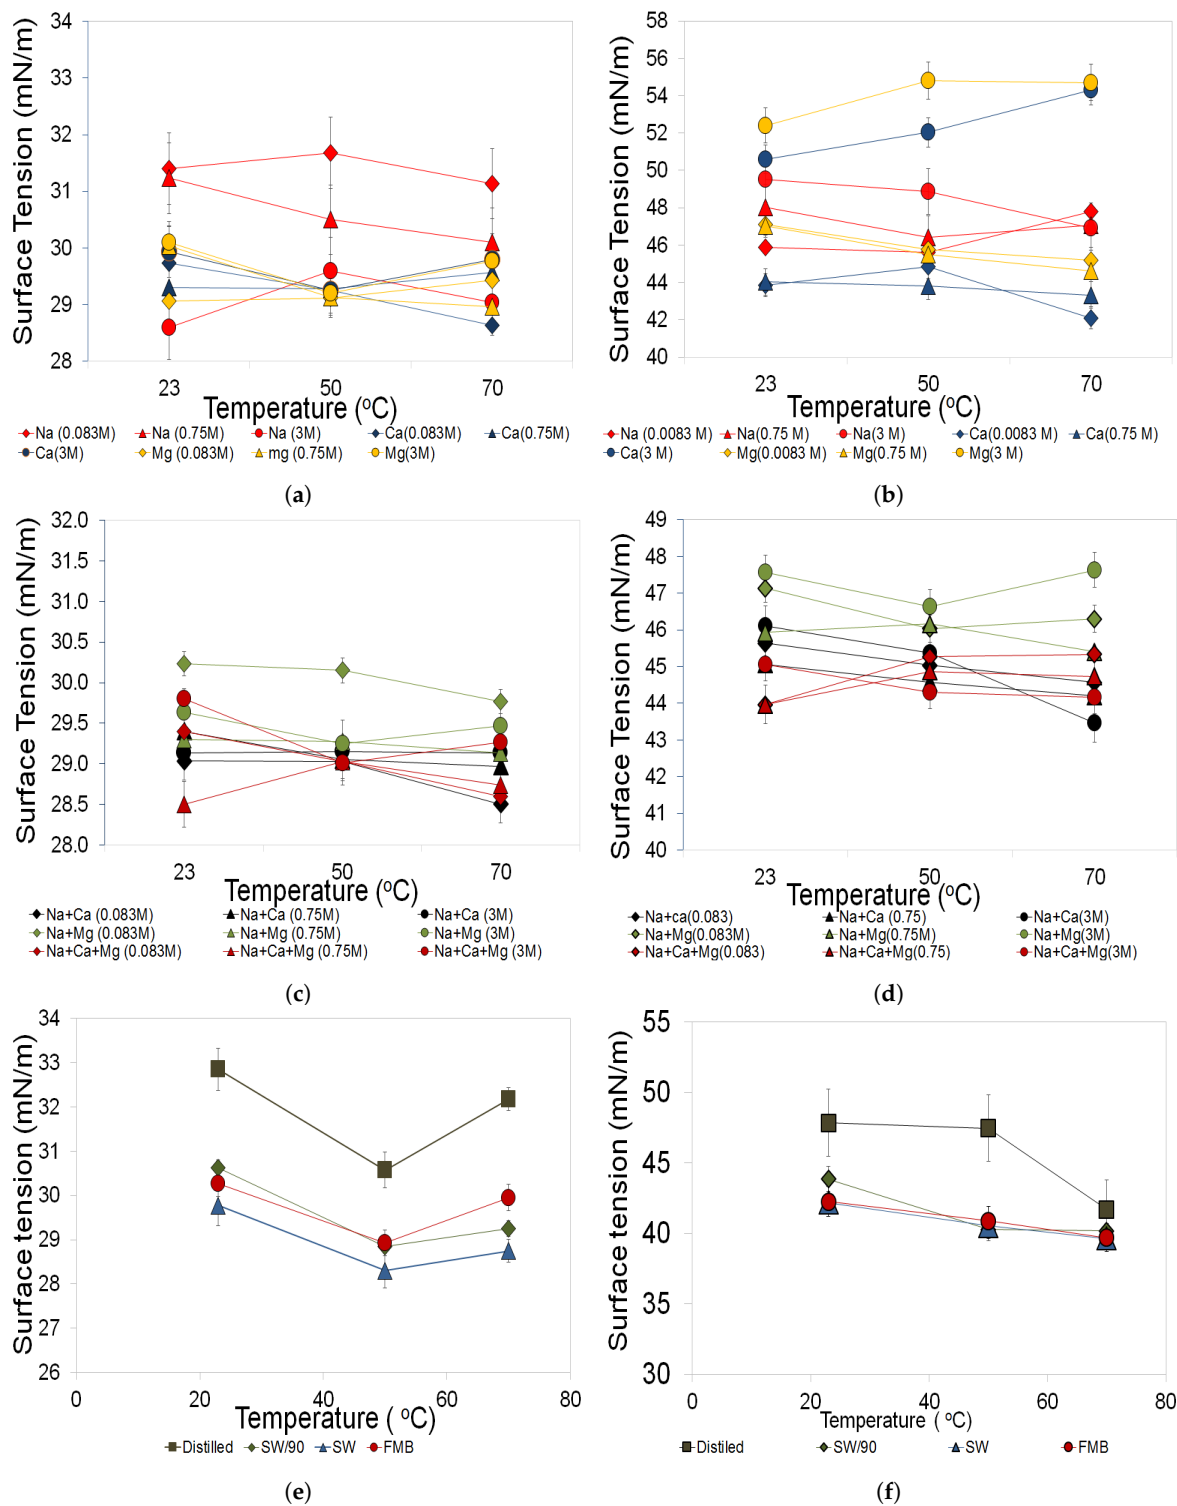 Surface Tension (mN/m)
34
33
32
31
30
29
28
23 50 70
Temperature (°C)
Na (0.083M) Na (0.75M) Na (3M) Ca(0.083M) Ca(0.75M)
Ca(3M) Mg (0.083M) mg (0.75M) Mg(3M)
(a)
Surface Tension (mN/m)
58
56
54
52
50
48
46
44
42
40
23 50 70
Temperature (°C)
Na (0.0083 M) Na(0.75 M) Na(3 M) Ca(0.0083 M) Ca(0.75 M)
Ca(3 M) Mg(0.0083 M) Mg(0.75 M) Mg(3 M)
(b)
Surface Tension (mN/m)
32.0
31.5
31.0
30.5
30.0
29.5
29.0
28.5
28.0
23 50 70
Temperature (°C)
Na+Ca (0.083M) Na+Ca (0.75M) Na+Ca (3M)
Na+Mg (0.083M) Na+Mg (0.75M) Na+Mg (3M)
Na+Ca+Mg (0.083M) Na+Ca+Mg (0.75M) Na+Ca+Mg (3M)
(c)
Surface Tension (mN/m)
49
48
47
46
45
44
43
42
41
40
23 50 70
Temperature (°C)
Na+ca(0.083) Na+Ca (0.75) Na+Ca(3M)
Na+Mg(0.083M) Na+Mg(0.75M) Na+Mg(3M)
Na+Ca+Mg(0.083) Na+Ca+Mg(0.75) Na+Ca+Mg(3M)
(d)
Surface tension (mN/m)
34
33
32
31
30
29
28
27
26
0 20 40 60 80
Temperature ( °C)
Distilled SW/90 SW FMB
(e)
Surface tension (mN/m)
55
50
45
40
35
30
0 20 40 60 80
Temperature ( °C)
Distiled SW/90 SW FMB
(f)